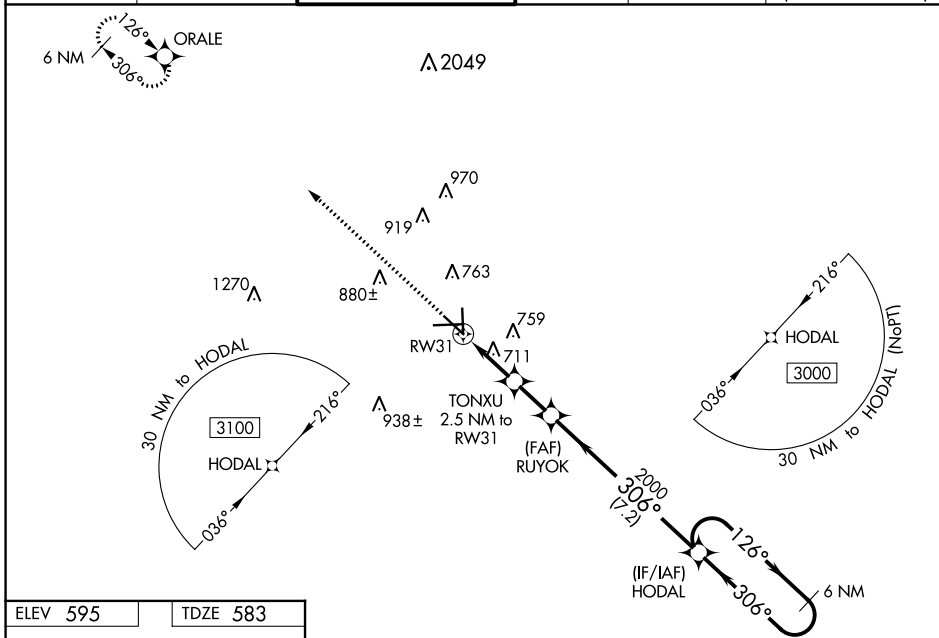 126°
ORALE
6 NM
306°
2049
970
919
763
1270
880±
216°
759
HODAL
RW31
711
3000
036°
30 NM to HODAL (NoPT)
30 NM to HODAL
216°
3100
HODAL
036°
938±
TONXU
2.5 NM to
RW31
(FAF)
RUYOK
2000
306°
(7.2)
126°
(IF/IAF)
HODAL
6 NM
306°
ELEV 595
TDZE 583